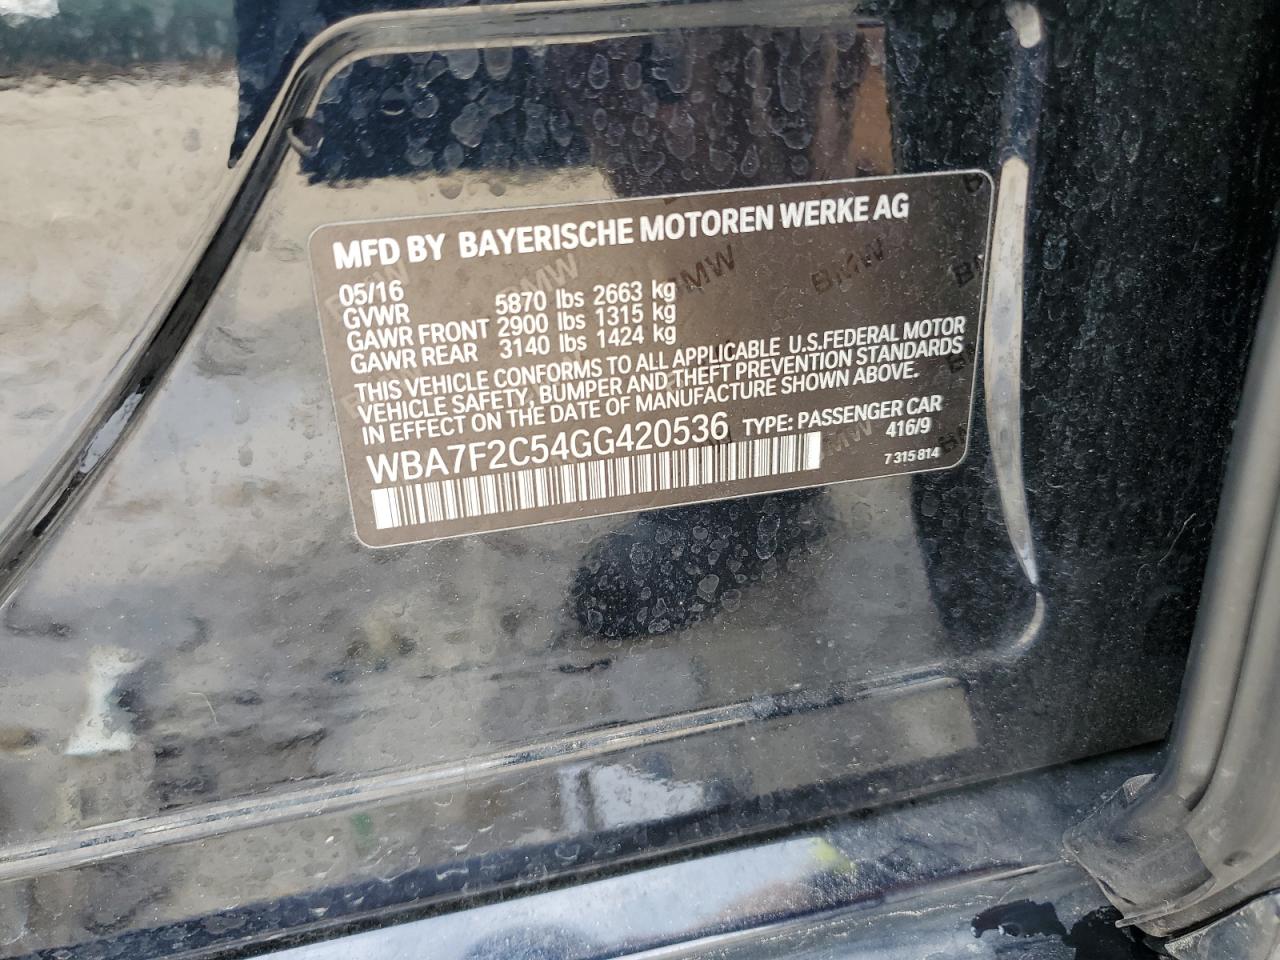 MFD BY BAYERISCHE MOTOREN WERKE AG
05/16
GVWR 5870 lbs 2663 kg
GAWR FRONT 2900 lbs 1315 kg
GAWR REAR 3140 lbs 1424 kg
THIS VEHICLE CONFORMS TO ALL APPLICABLE U.S.FEDERAL MOTOR
VEHICLE SAFETY, BUMPER AND THEFT PREVENTION STANDARDS
IN EFFECT ON THE DATE OF MANUFACTURE SHOWN ABOVE.
WBA7F2C54GG420536 TYPE: PASSENGER CAR
416/9
7 315 814
BMW
BMW
BMW